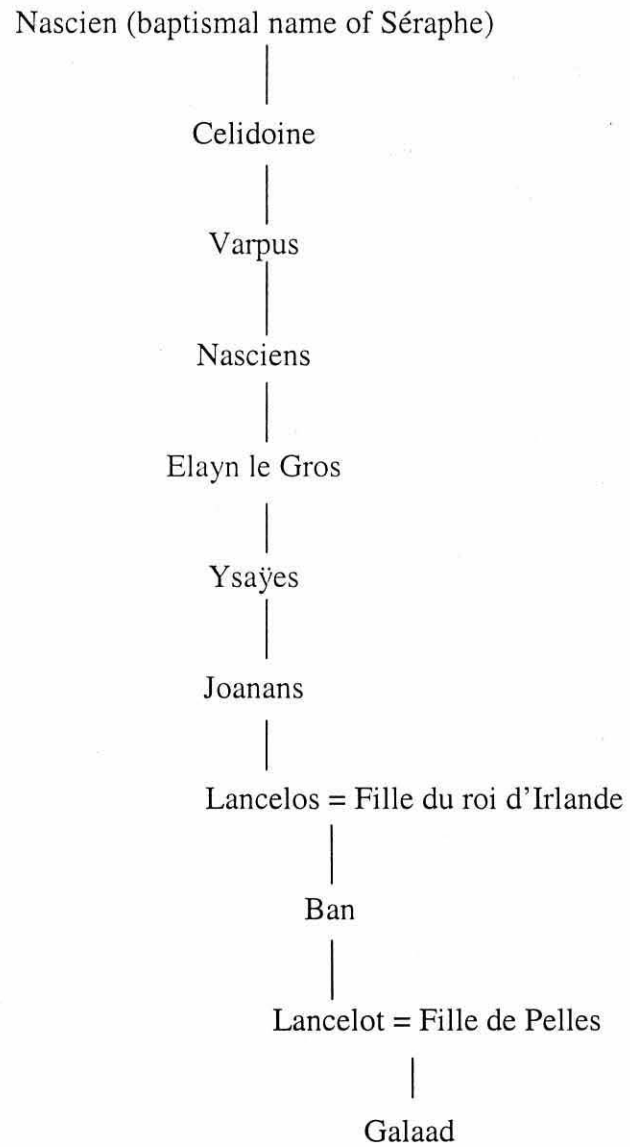 Nascien (baptismal name of Séraphe)
Celidoine
Varpus
Nasciens
Elayn le Gros
Ysaÿes
Joanans
Lancelos = Fille du roi d'Irlande
Ban
Lancelot = Fille de Pelles
Galaad